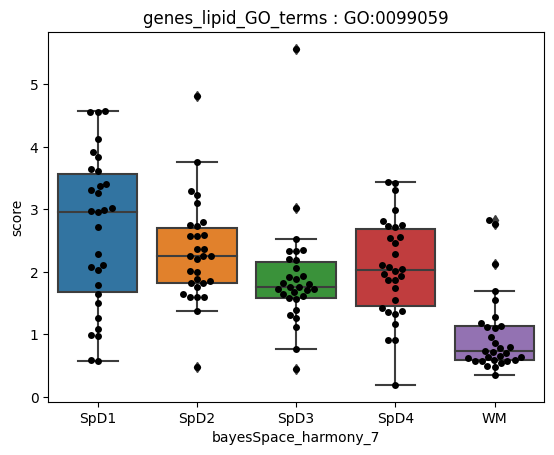 genes_lipid_GO_terms : GO:0099059
score
5
4
3
2
1
0
SpD1 SpD2 SpD3 SpD4 WM
bayesSpace_harmony_7